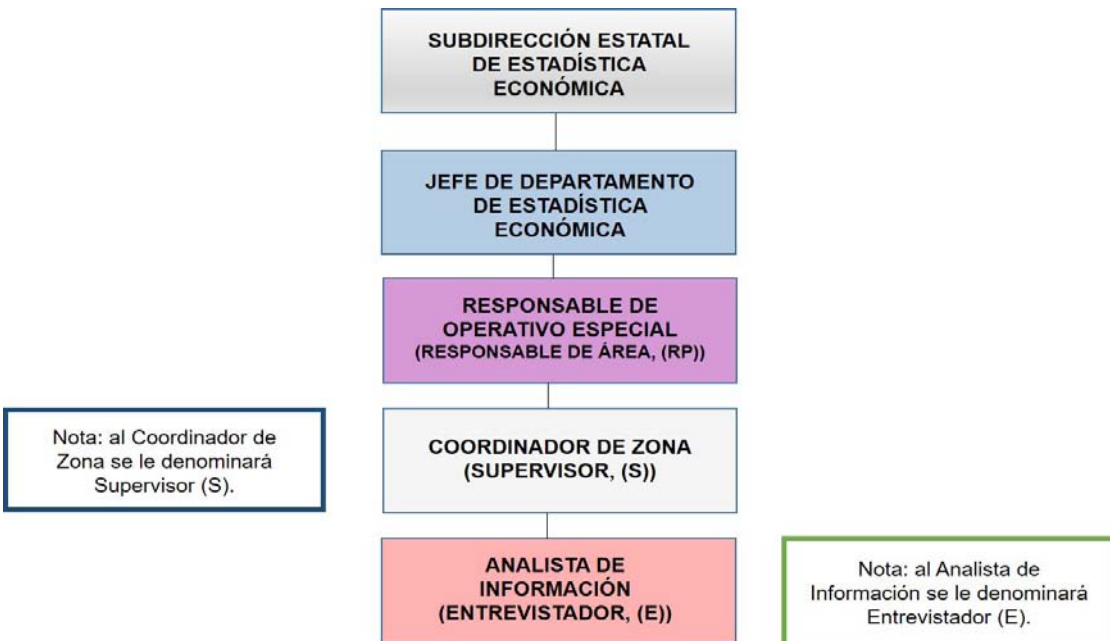 SUBDIRECCIÓN ESTATAL
DE ESTADÍSTICA
ECONÓMICA
JEFE DE DEPARTAMENTO
DE ESTADÍSTICA
ECONÓMICA
RESPONSABLE DE
OPERATIVO ESPECIAL
(RESPONSABLE DE ÁREA, (RP))
Nota: al Coordinador de
Zona se le denominará
Supervisor (S).
COORDINADOR DE ZONA
(SUPERVISOR, (S))
ANALISTA DE
INFORMACIÓN
(ENTREVISTADOR, (E))
Nota: al Analista de
Información se le denominará
Entrevistador (E).